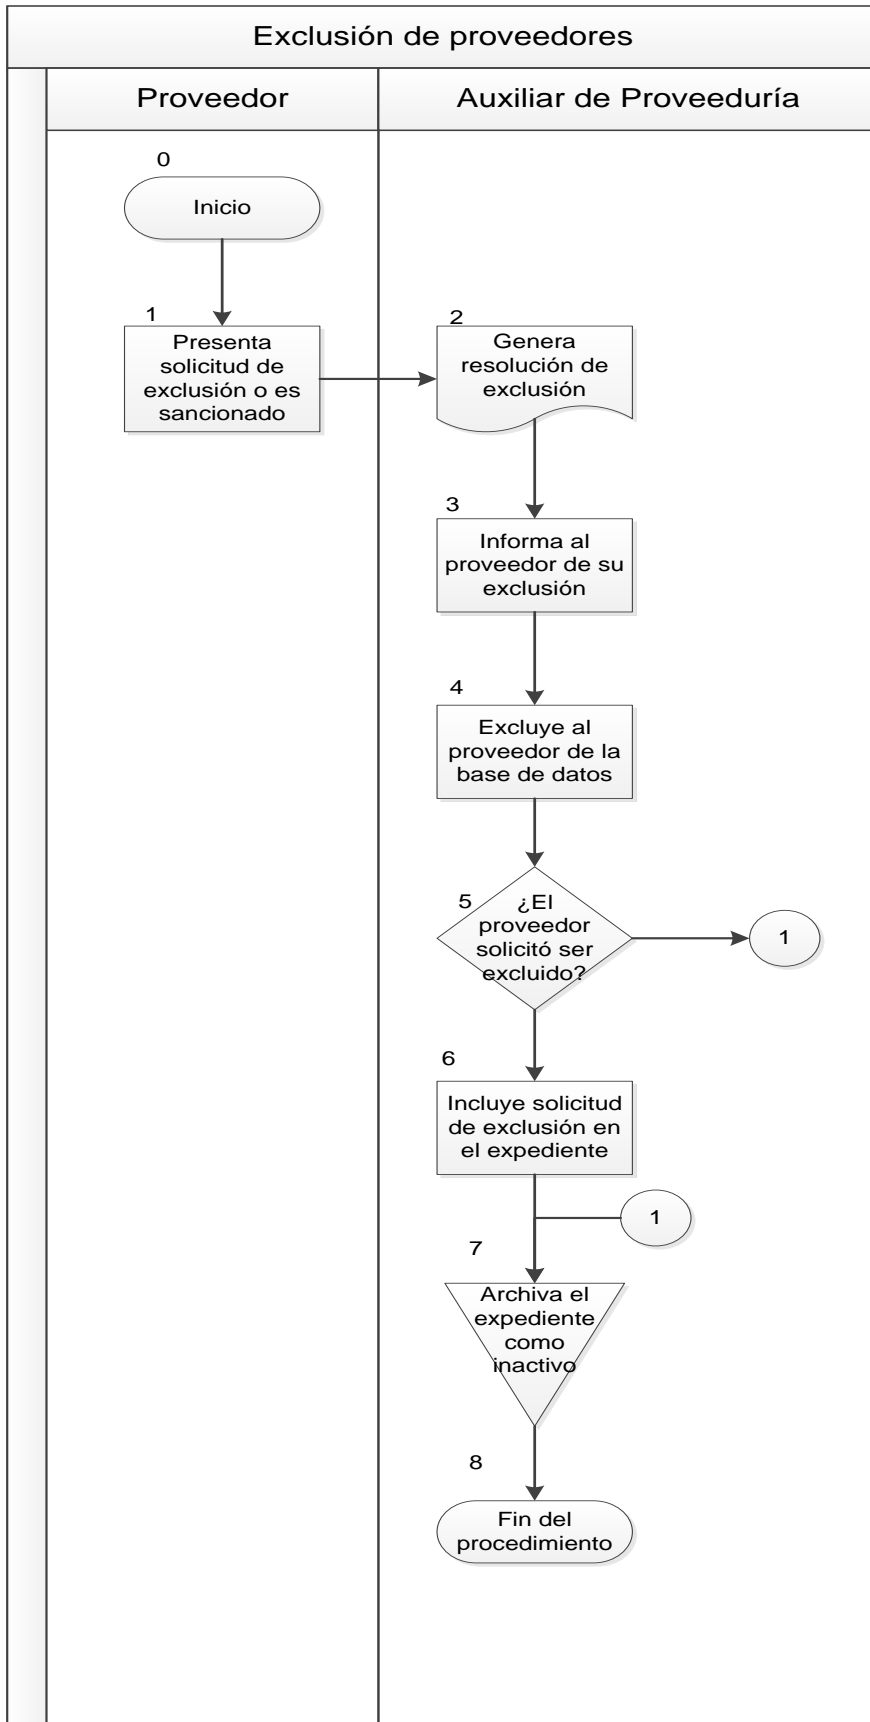 Exclusión de proveedores
Proveedor
Auxiliar de Proveeduría
0
Inicio
1
Presenta
solicitud de
exclusión o es
sancionado
2
Genera
resolución de
exclusión
3
Informa al
proveedor de su
exclusión
4
Excluye al
proveedor de la
base de datos
5
¿El
proveedor
solicitó ser
excluido?
1
6
Incluye solicitud
de exclusión en
el expediente
1
7
Archiva el
expediente
como
inactivo
8
Fin del
procedimiento